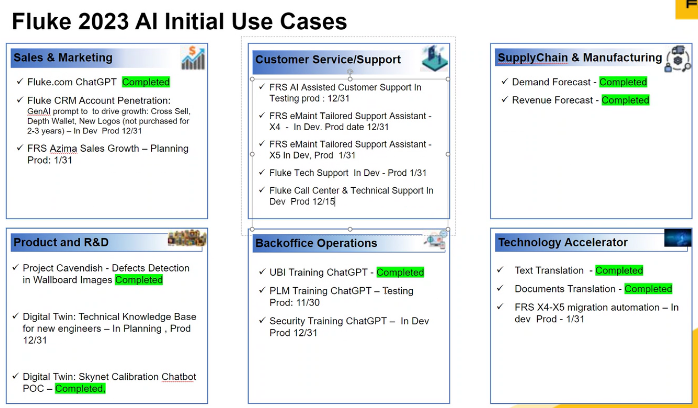 Fluke 2023 AI Initial Use Cases
Sales & Marketing
✓ Fluke.com ChatGPT Completed
✓ Fluke CRM Account Penetration:
GenAI prompt to to drive growth: Cross Sell,
Depth Wallet, New Logos (not purchased for
2-3 years) – In Dev Prod 12/31
✓ FRS Azima Sales Growth – Planning
Prod: 1/31
Customer Service/Support
✓ FRS AI Assisted Customer Support In
Testing prod : 12/31
✓ FRS eMaint Tailored Support Assistant -
X4 - In Dev. Prod date 12/31
✓ FRS eMaint Tailored Support Assistant -
X5 In Dev, Prod 1/31
✓ Fluke Tech Support In Dev - Prod 1/31
✓ Fluke Call Center & Technical Support In
Dev Prod 12/15
SupplyChain & Manufacturing
✓ Demand Forecast - Completed
✓ Revenue Forecast - Completed
Product and R&D
✓ Project Cavendish - Defects Detection
in Wallboard Images Completed
✓ Digital Twin: Technical Knowledge Base
for new engineers – In Planning , Prod
12/31
✓ Digital Twin: Skynet Calibration Chatbot
POC – Completed.
Backoffice Operations
✓ UBI Training ChatGPT - Completed
✓ PLM Training ChatGPT – Testing
Prod: 11/30
✓ Security Training ChatGPT – In Dev
Prod 12/31
Technology Accelerator
✓ Text Translation - Completed
✓ Documents Translation - Completed
✓ FRS X4-X5 migration automation – In
dev Prod - 1/31